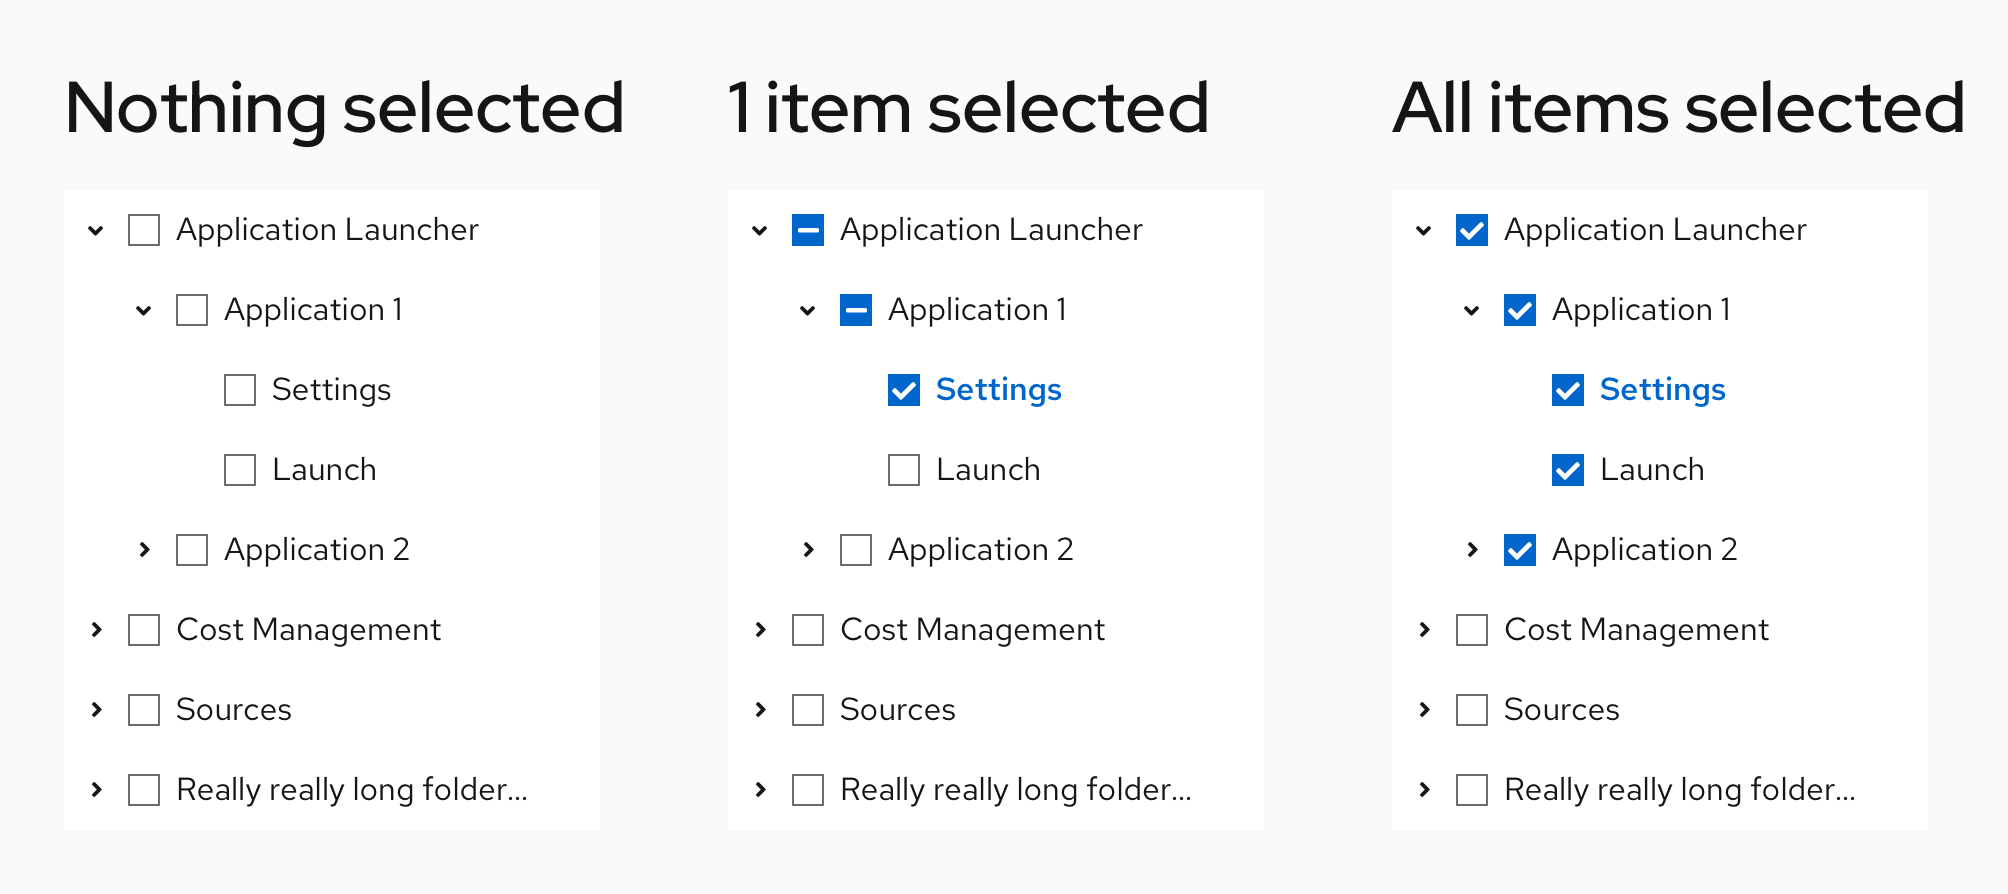 Nothing selected
Application Launcher
Application 1
Settings
Launch
Application 2
Cost Management
Sources
Really really long folder...
1 item selected
Application Launcher
Application 1
Settings
Launch
Application 2
Cost Management
Sources
Really really long folder...
All items selected
Application Launcher
Application 1
Settings
Launch
Application 2
Cost Management
Sources
Really really long folder...